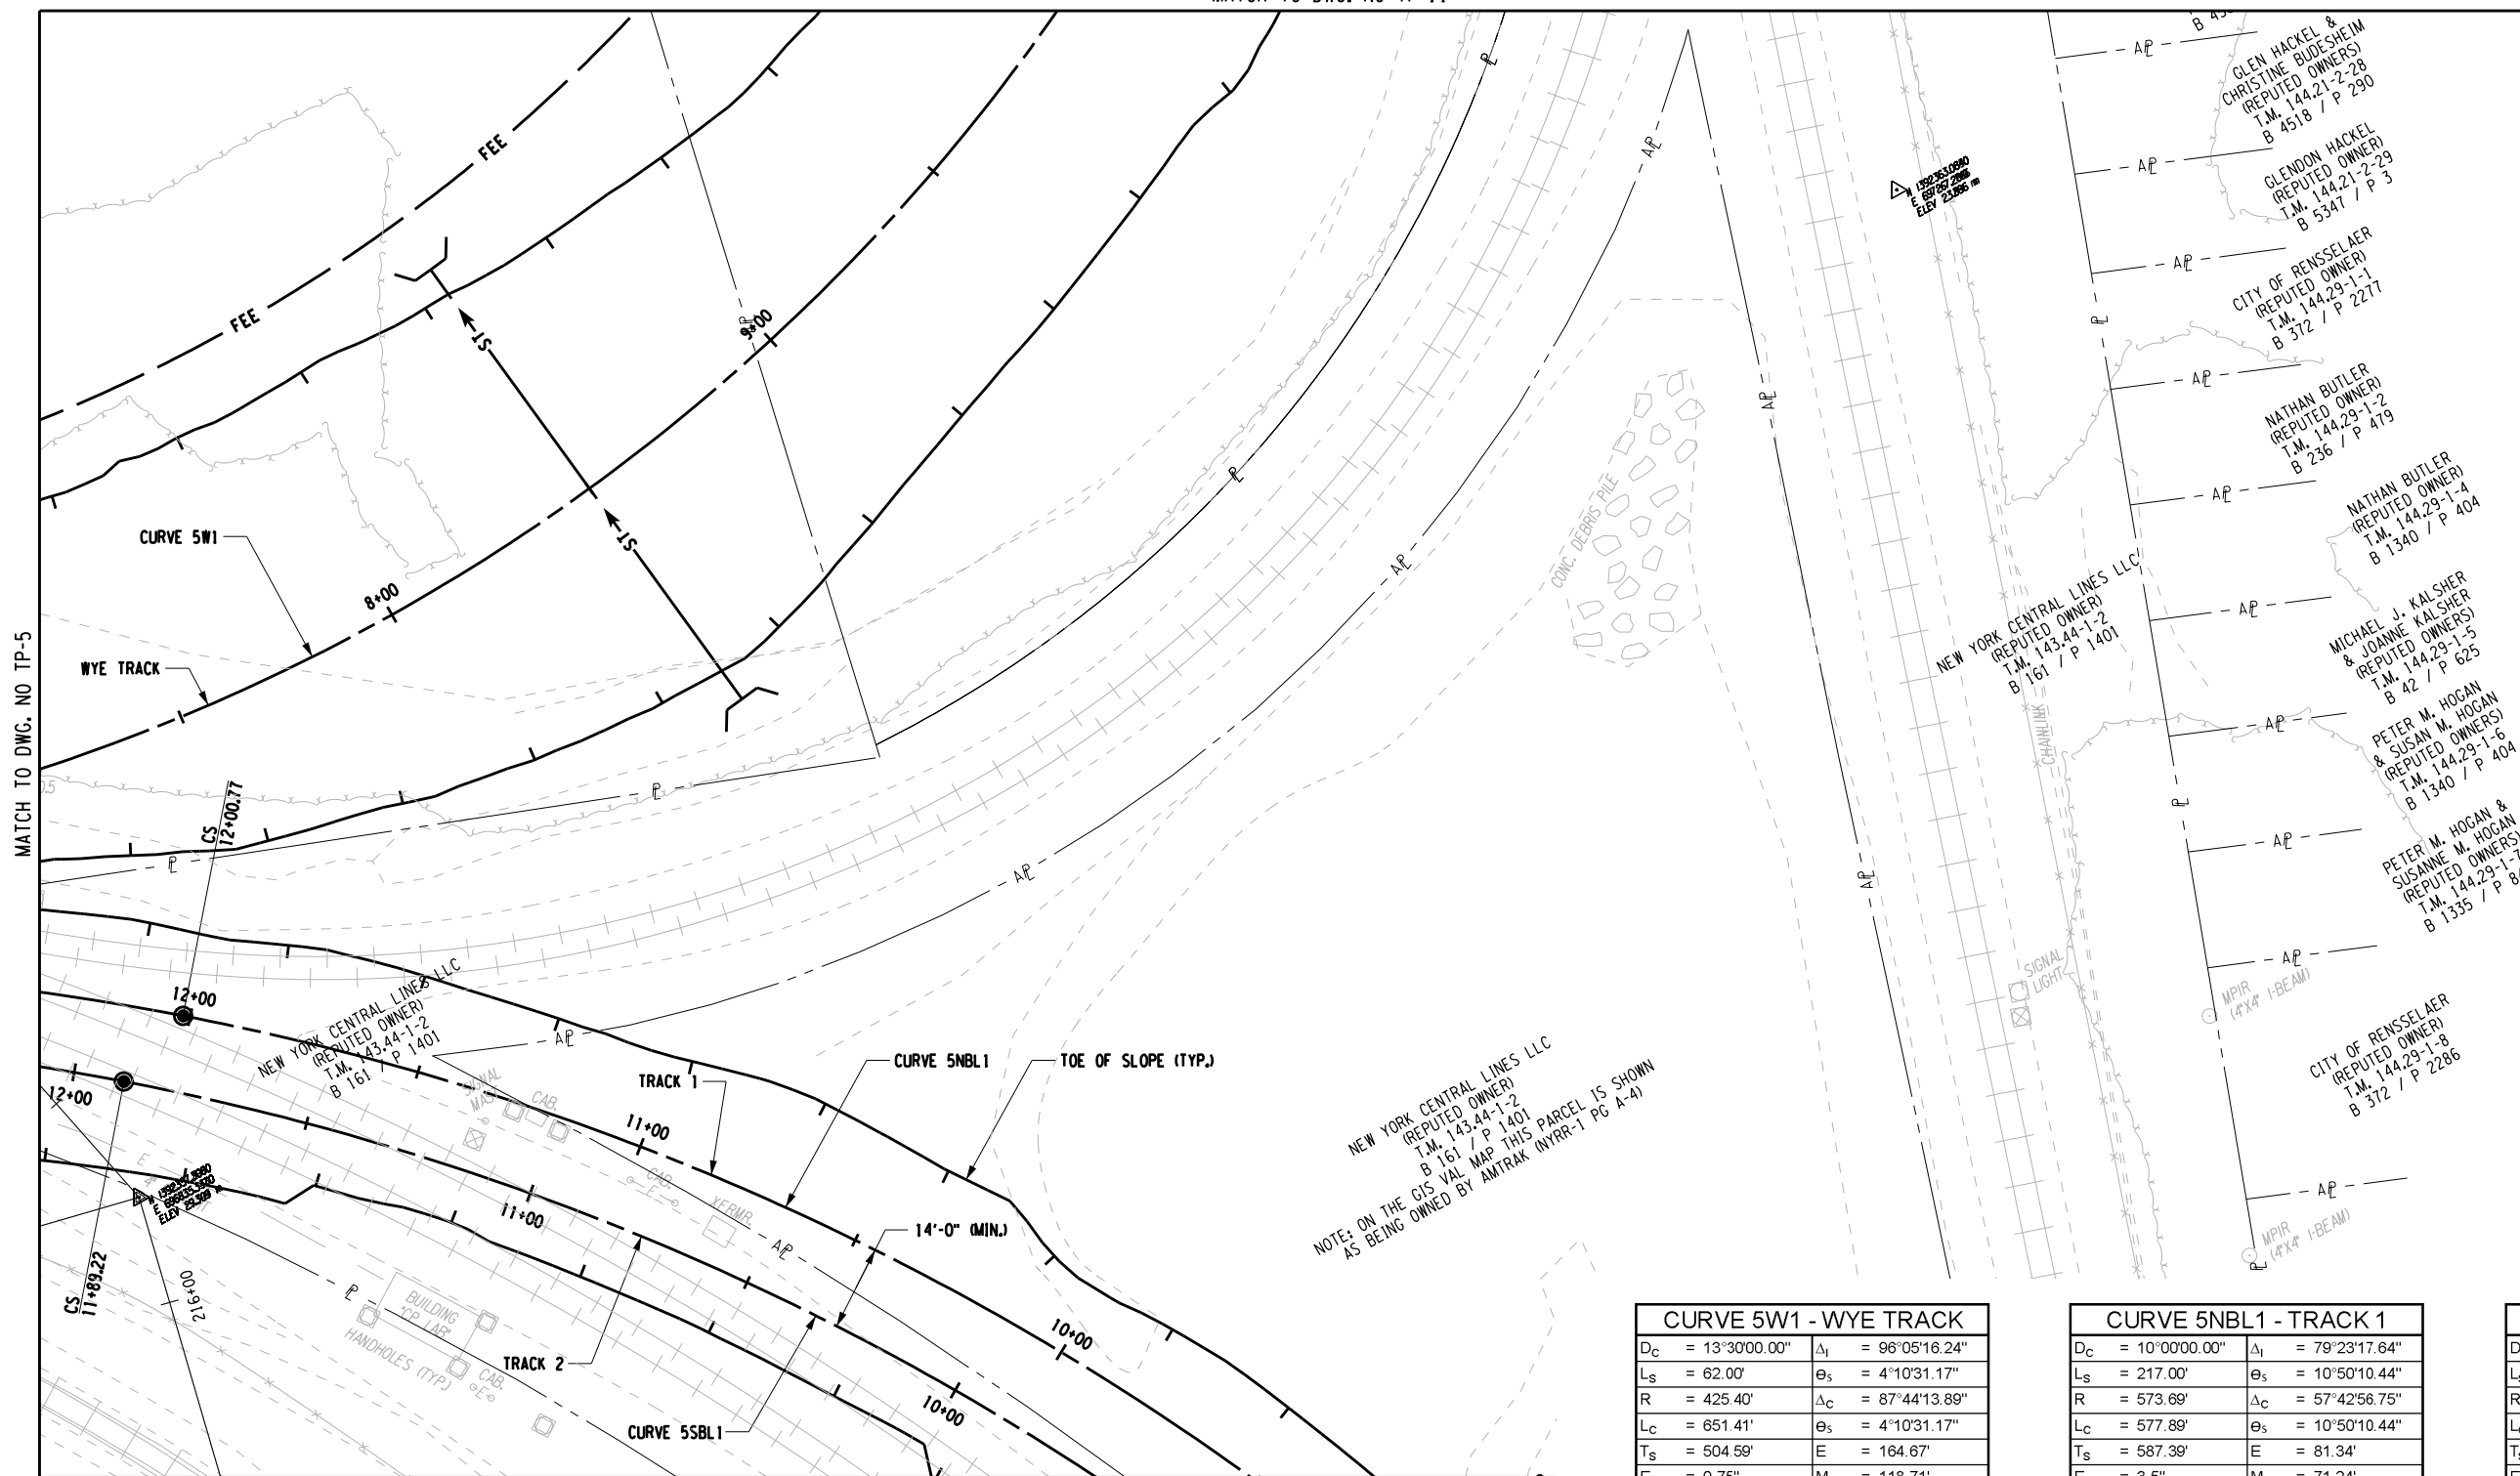 FEE
FEE
ST
ST
9+00
CURVE 5W1
8+00
WYE TRACK
MATCH TO DWG. NO TP-5
CS
12+00.77
12+00
NEW YORK CENTRAL LINES LLC
(REPUTED OWNER)
T.M. 143.44-1-2
B 161 / P 1401
12+00
CS
11+89.22
216+00
SIGNAL
CAB.
TRACK 1
11+00
CURVE 5NBL1
TOE OF SLOPE (TYP.)
11+00
CAB.
E
XFRMR.
14'-0" (MIN.)
BUILDING
"CP LAB"
HANDHOLES (TYP.)
CAB.
E
TRACK 2
CURVE 5SBL1
10+00
10+00
CONC. DEBRIS PILE
NEW YORK CENTRAL LINES LLC
(REPUTED OWNER)
T.M. 143.44-1-2
B 161 / P 1401
NOTE: ON THE GIS VAL MAP THIS PARCEL IS SHOWN
AS BEING OWNED BY AMTRAK (NYRR-1 PG A-4)
NEW YORK CENTRAL LINES LLC
(REPUTED OWNER)
T.M. 143.44-1-2
B 161 / P 1401
CHAINLINK
SIGNAL
LIGHT
GLEN HACKEL &
CHRISTINE BUDESHEIM
(REPUTED OWNERS)
T.M. 144.21-2-28
B 4518 / P 290
GLENDON HACKEL
(REPUTED OWNER)
T.M. 144.21-2-29
B 5347 / P 3
CITY OF RENSSELAER
(REPUTED OWNER)
T.M. 144.29-1-1
B 372 / P 2277
NATHAN BUTLER
(REPUTED OWNER)
T.M. 144.29-1-2
B 236 / P 479
NATHAN BUTLER
(REPUTED OWNER)
T.M. 144.29-1-4
B 1340 / P 404
MICHAEL J. KALSHER
& JOANNE KALSHER
(REPUTED OWNERS)
T.M. 144.29-1-5
B 42 / P 625
PETER M. HOGAN
& SUSAN M. HOGAN
(REPUTED OWNERS)
T.M. 144.29-1-6
B 1340 / P 404
PETER M. HOGAN &
SUSANNE M. HOGAN
(REPUTED OWNERS)
T.M. 144.29-1-7
B 1335 / P
MPIR
(4"X4" I-BEAM)
CITY OF RENSSELAER
(REPUTED OWNER)
T.M. 144.29-1-8
B 372 / P 2286
MPIR
(4"X4" I-BEAM)
CURVE 5W1 - WYE TRACK
Dc = 13°30'00.00" ΔI = 96°05'16.24"
Ls = 62.00' Өs = 4°10'31.17"
R = 425.40' Δc = 87°44'13.89"
Lc = 651.41' Өs = 4°10'31.17"
Ts = 504.59' E = 164.67'
CURVE 5NBL1 - TRACK 1
Dc = 10°00'00.00" ΔI = 79°23'17.64"
Ls = 217.00' Өs = 10°50'10.44"
R = 573.69' Δc = 57°42'56.75"
Lc = 577.89' Өs = 10°50'10.44"
Ts = 587.39' E = 81.34'